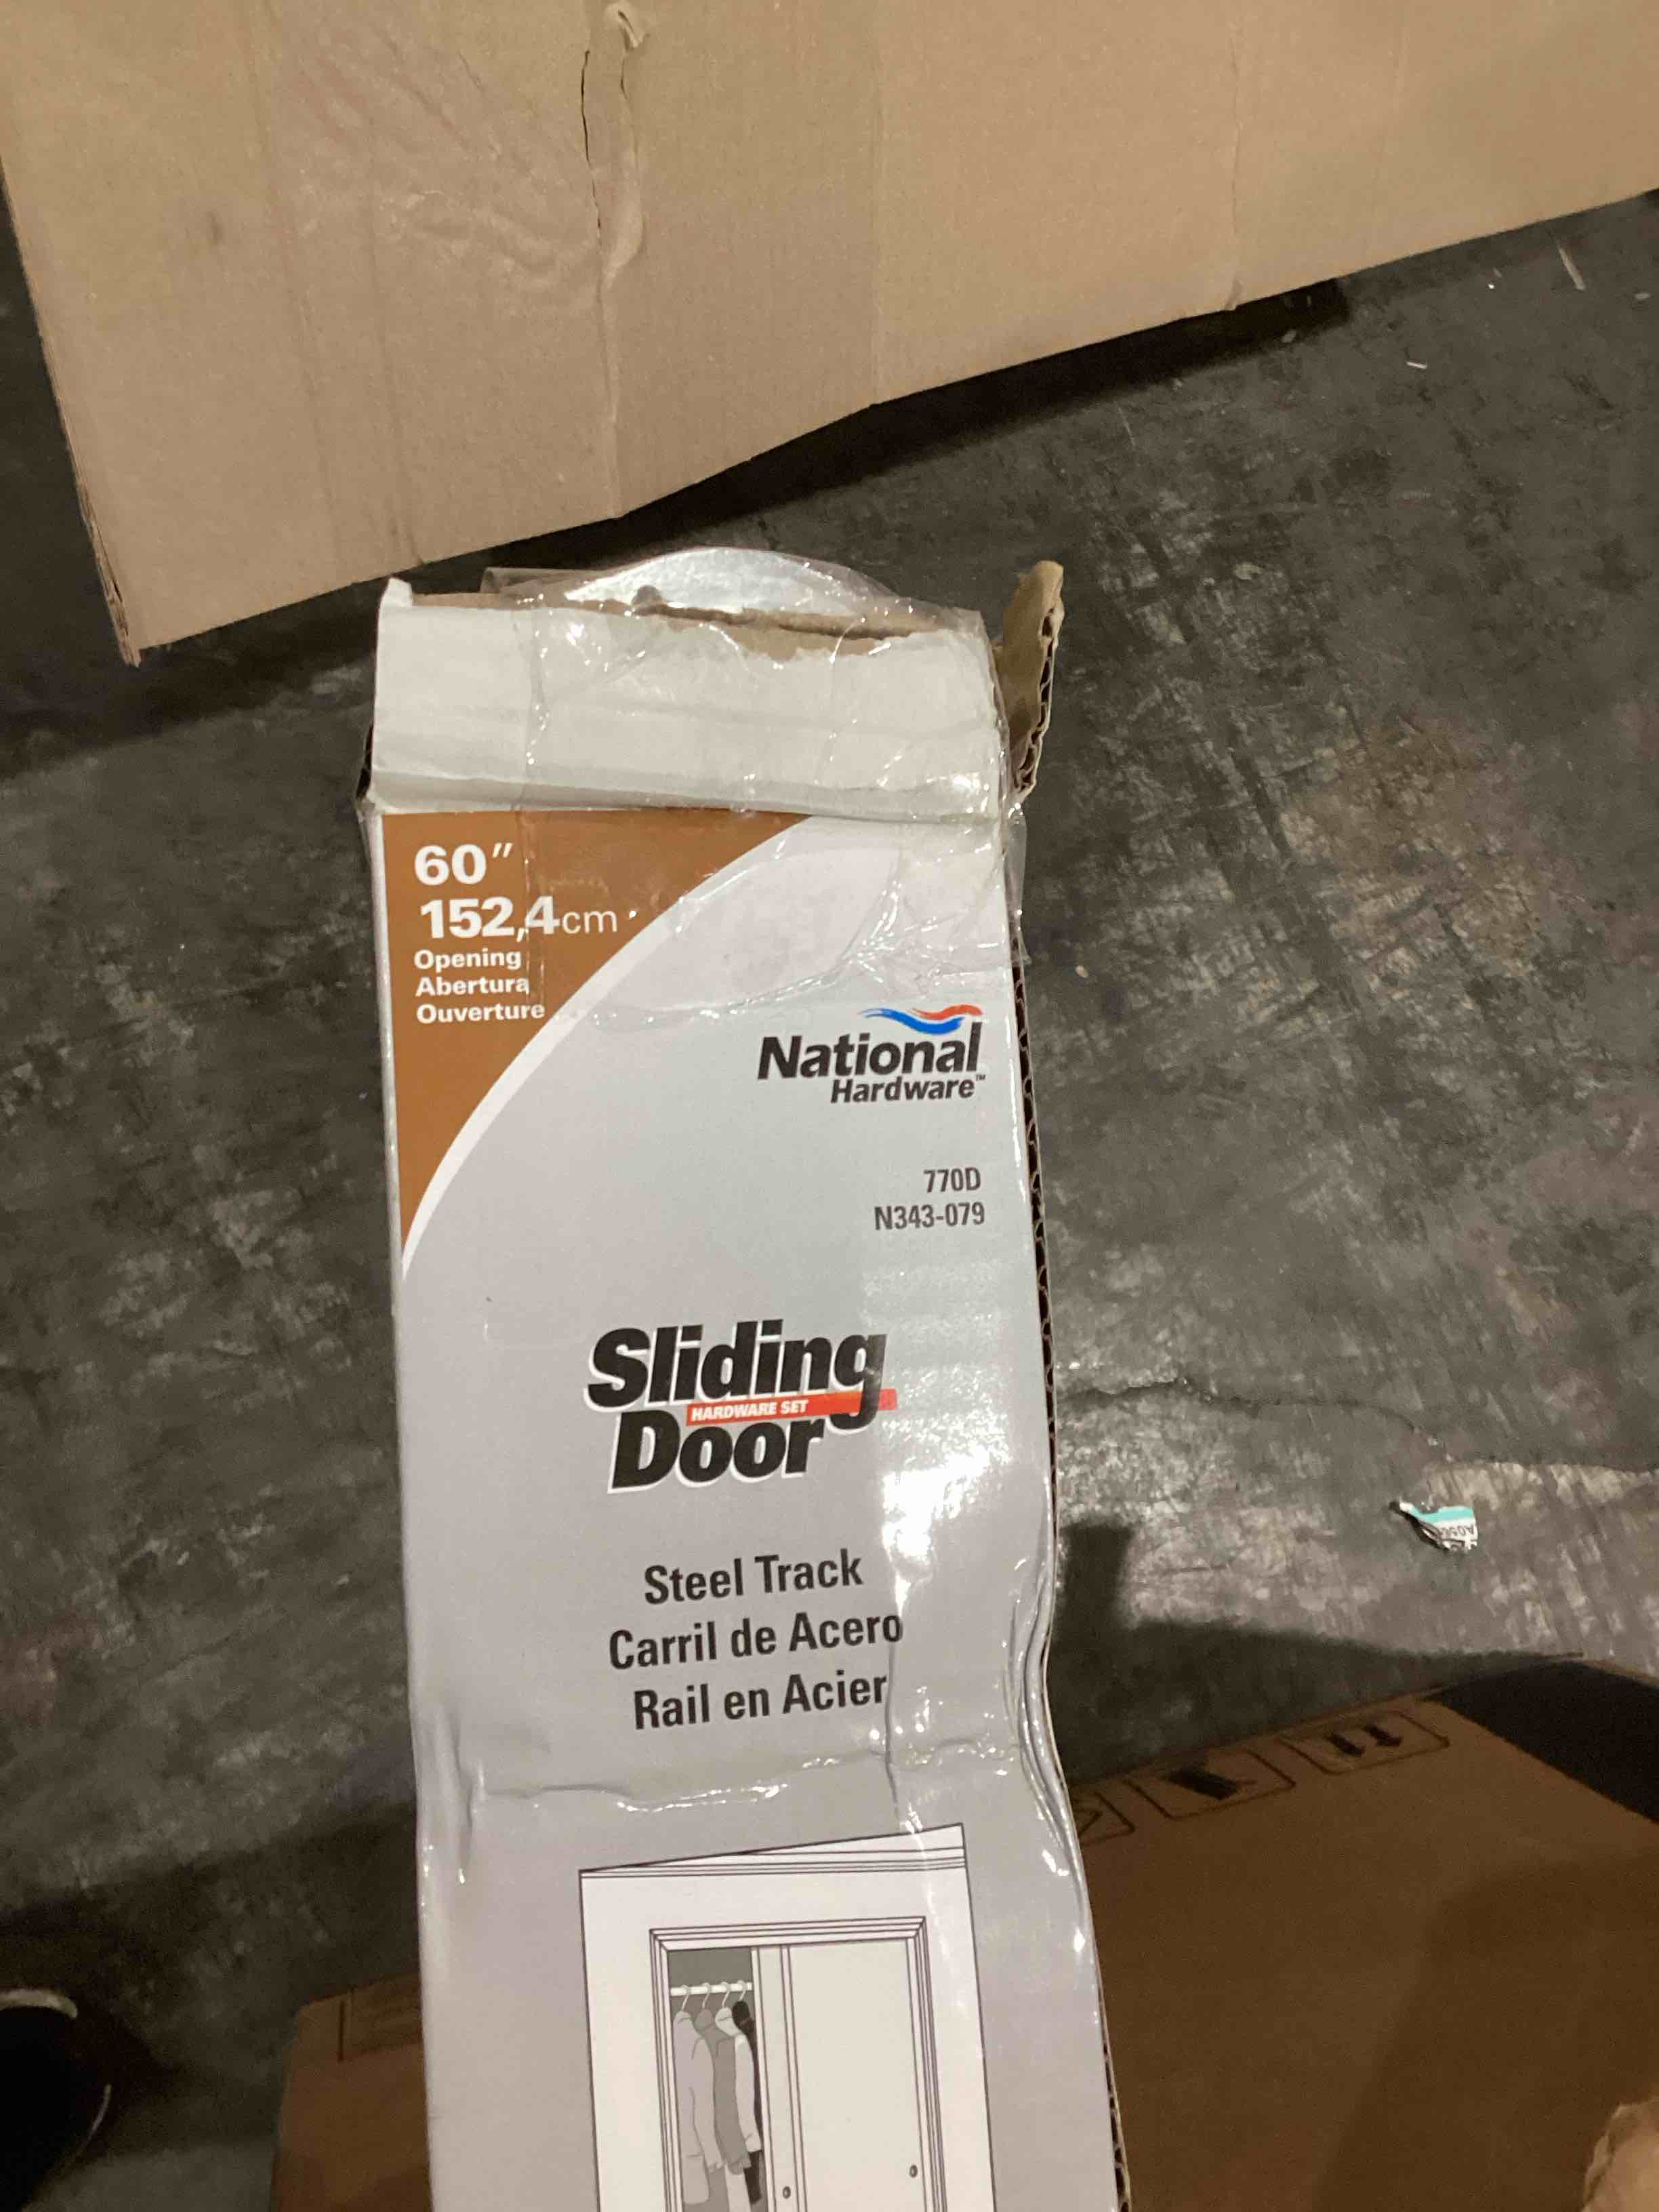 60"
152,4cm
Opening
Abertura
Ouverture
National
Hardware™
770D
N343-079
Sliding
HARDWARE SET
Door
Steel Track
Carril de Acero
Rail en Acier